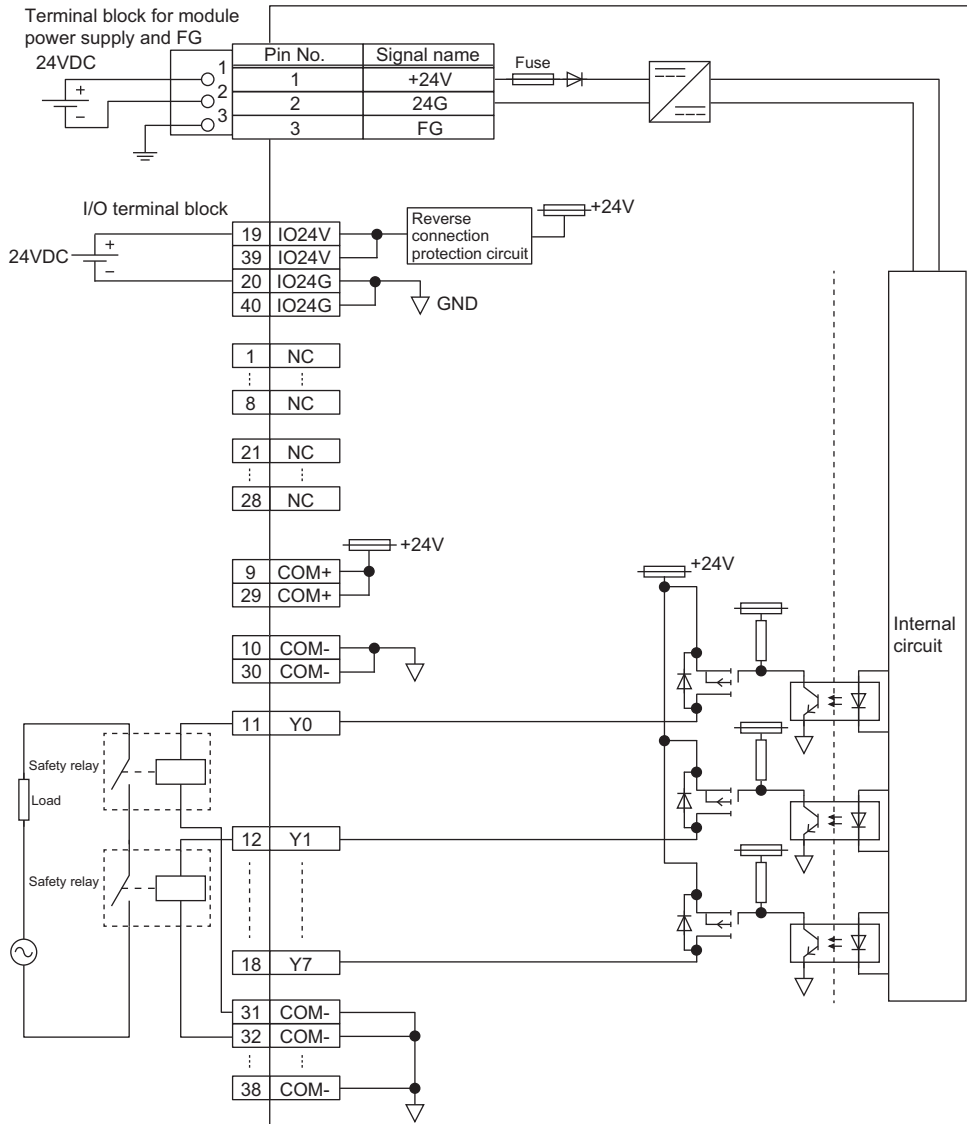 Terminal block for module
power supply and FG
24VDC
+
−
1
2
3
Pin No. Signal name
1 +24V
2 24G
3 FG
Fuse
I/O terminal block
24VDC
+
−
19 IO24V
39 IO24V
20 IO24G
40 IO24G
Reverse
connection
protection circuit
+24V
GND
1 NC
8 NC
21 NC
28 NC
+24V
9 COM+
29 COM+
10 COM-
30 COM-
+24V
Internal
circuit
11 Y0
Safety relay
Load
12 Y1
Safety relay
18 Y7
31 COM-
32 COM-
38 COM-